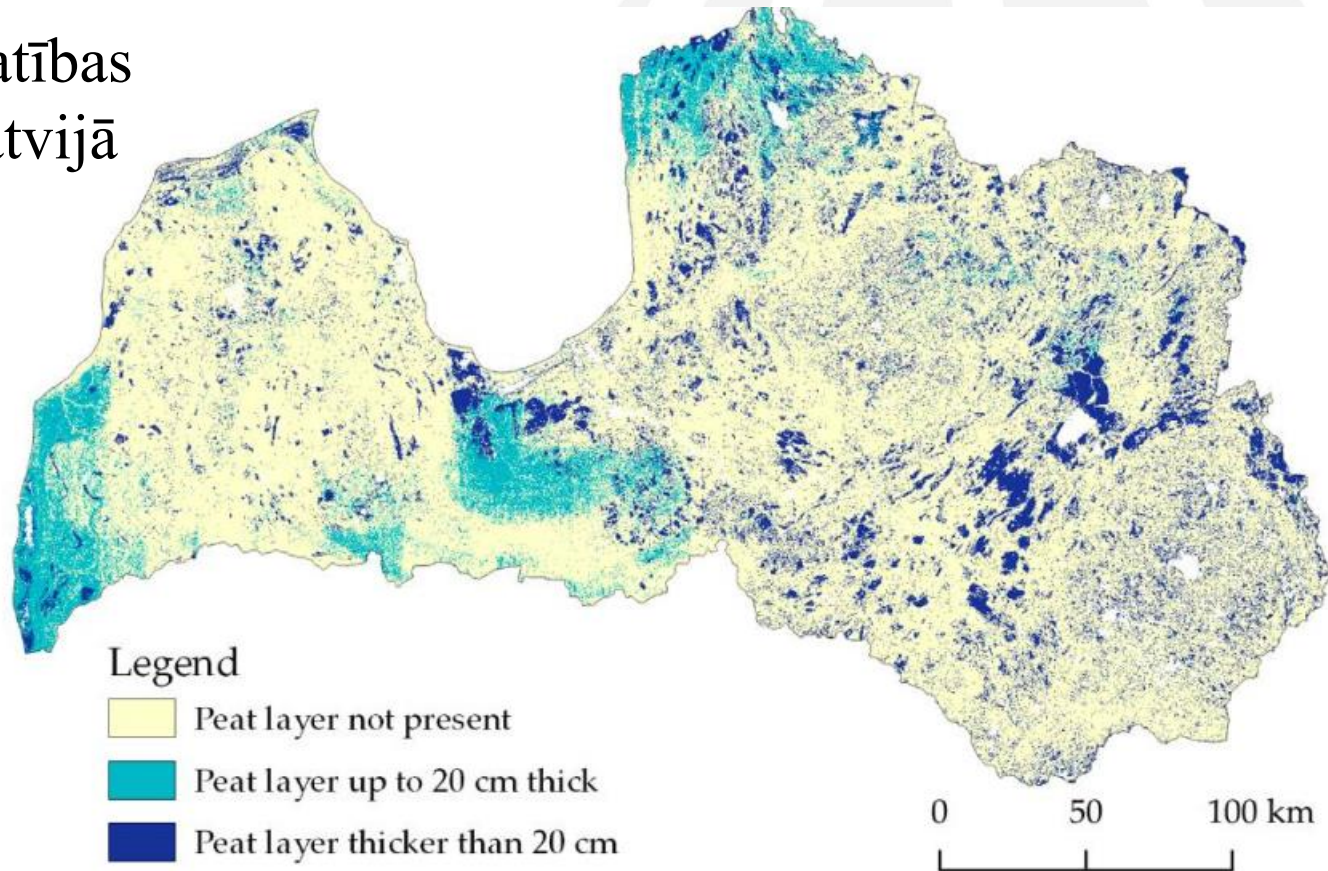 atības
atvijā
Legend
Peat layer not present
Peat layer up to 20 cm thick
Peat layer thicker than 20 cm
0 50 100 km